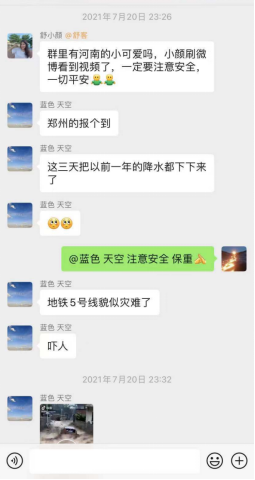 2021年7月20日 23:26
舒小顏@舒客
群里有河南的小可爱吗，小颜刷微
博看到视频了，一定要注意安全，
一切平安
蓝色 天空
郑州的报个到
蓝色 天空
这三天把以前一年的降水都下下来
了
蓝色 天空
@蓝色 天空 注意安全 保重
蓝色 天空
地铁5号线貌似灾难了
蓝色 天空
吓人
2021年7月20日 23:32
蓝色 天空